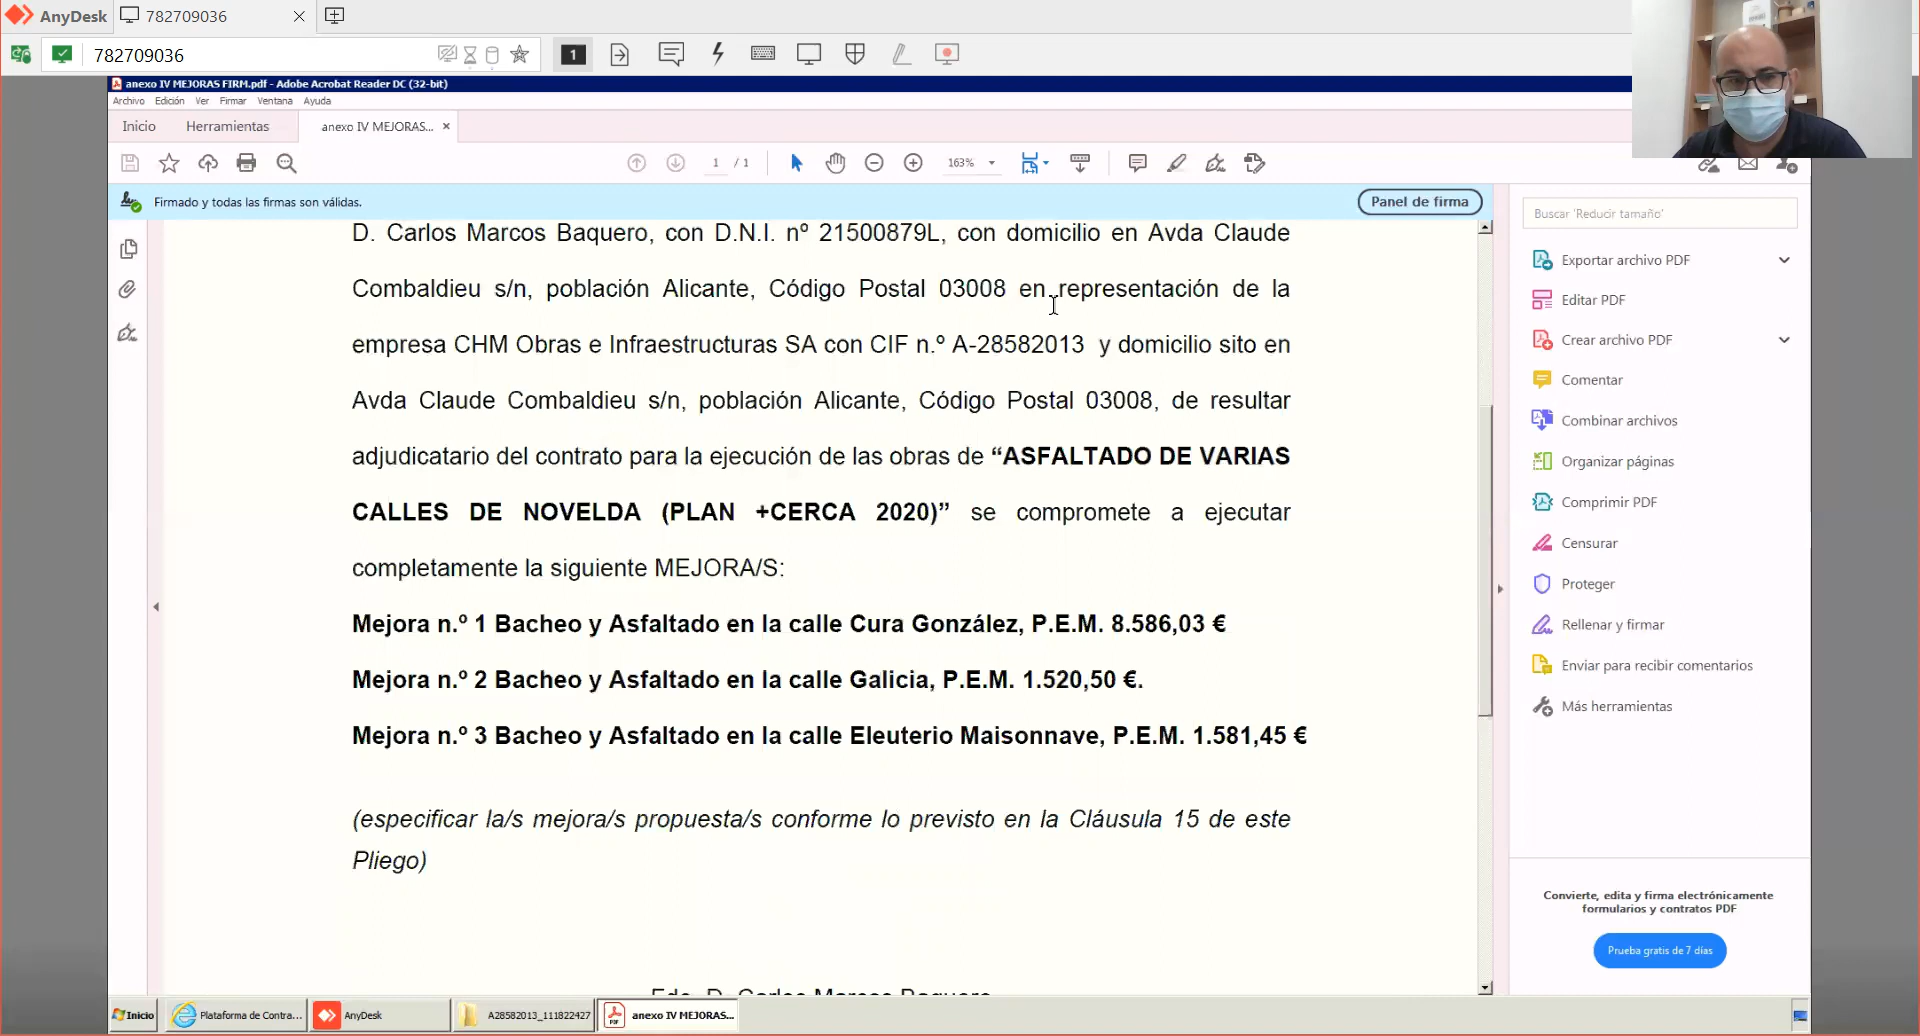 AnyDesk
782709036
782709036
1
anexo IV MEJORAS FIRM.pdf - Adobe Acrobat Reader DC (32-bit)
Archivo Edición Ver Firmar Ventana Ayuda
Inicio Herramientas anexo IV MEJORAS...
1 / 1 163%
Firmado y todas las firmas son válidas.
Panel de firma
D. Carlos Marcos Baquero, con D.N.I. nº 21500879L, con domicilio en Avda Claude
Combaldieu s/n, población Alicante, Código Postal 03008 en representación de la
empresa CHM Obras e Infraestructuras SA con CIF n.º A-28582013 y domicilio sito en
Avda Claude Combaldieu s/n, población Alicante, Código Postal 03008, de resultar
adjudicatario del contrato para la ejecución de las obras de “ASFALTADO DE VARIAS
CALLES DE NOVELDA (PLAN +CERCA 2020)” se compromete a ejecutar
completamente la siguiente MEJORA/S:
Mejora n.º 1 Bacheo y Asfaltado en la calle Cura González, P.E.M. 8.586,03 €
Mejora n.º 2 Bacheo y Asfaltado en la calle Galicia, P.E.M. 1.520,50 €.
Mejora n.º 3 Bacheo y Asfaltado en la calle Eleuterio Maisonnave, P.E.M. 1.581,45 €
(especificar la/s mejora/s propuesta/s conforme lo previsto en la Cláusula 15 de este
Pliego)
Fdo. D. Carlos Marcos Baquero
Buscar 'Reducir tamaño'
Exportar archivo PDF
Editar PDF
Crear archivo PDF
Comentar
Combinar archivos
Organizar páginas
Comprimir PDF
Censurar
Proteger
Rellenar y firmar
Enviar para recibir comentarios
Más herramientas
Convierte, edita y firma electrónicamente
formularios y contratos PDF
Prueba gratis de 7 días
Inicio Plataforma de Contra... AnyDesk A28582013_111822427 anexo IV MEJORAS...